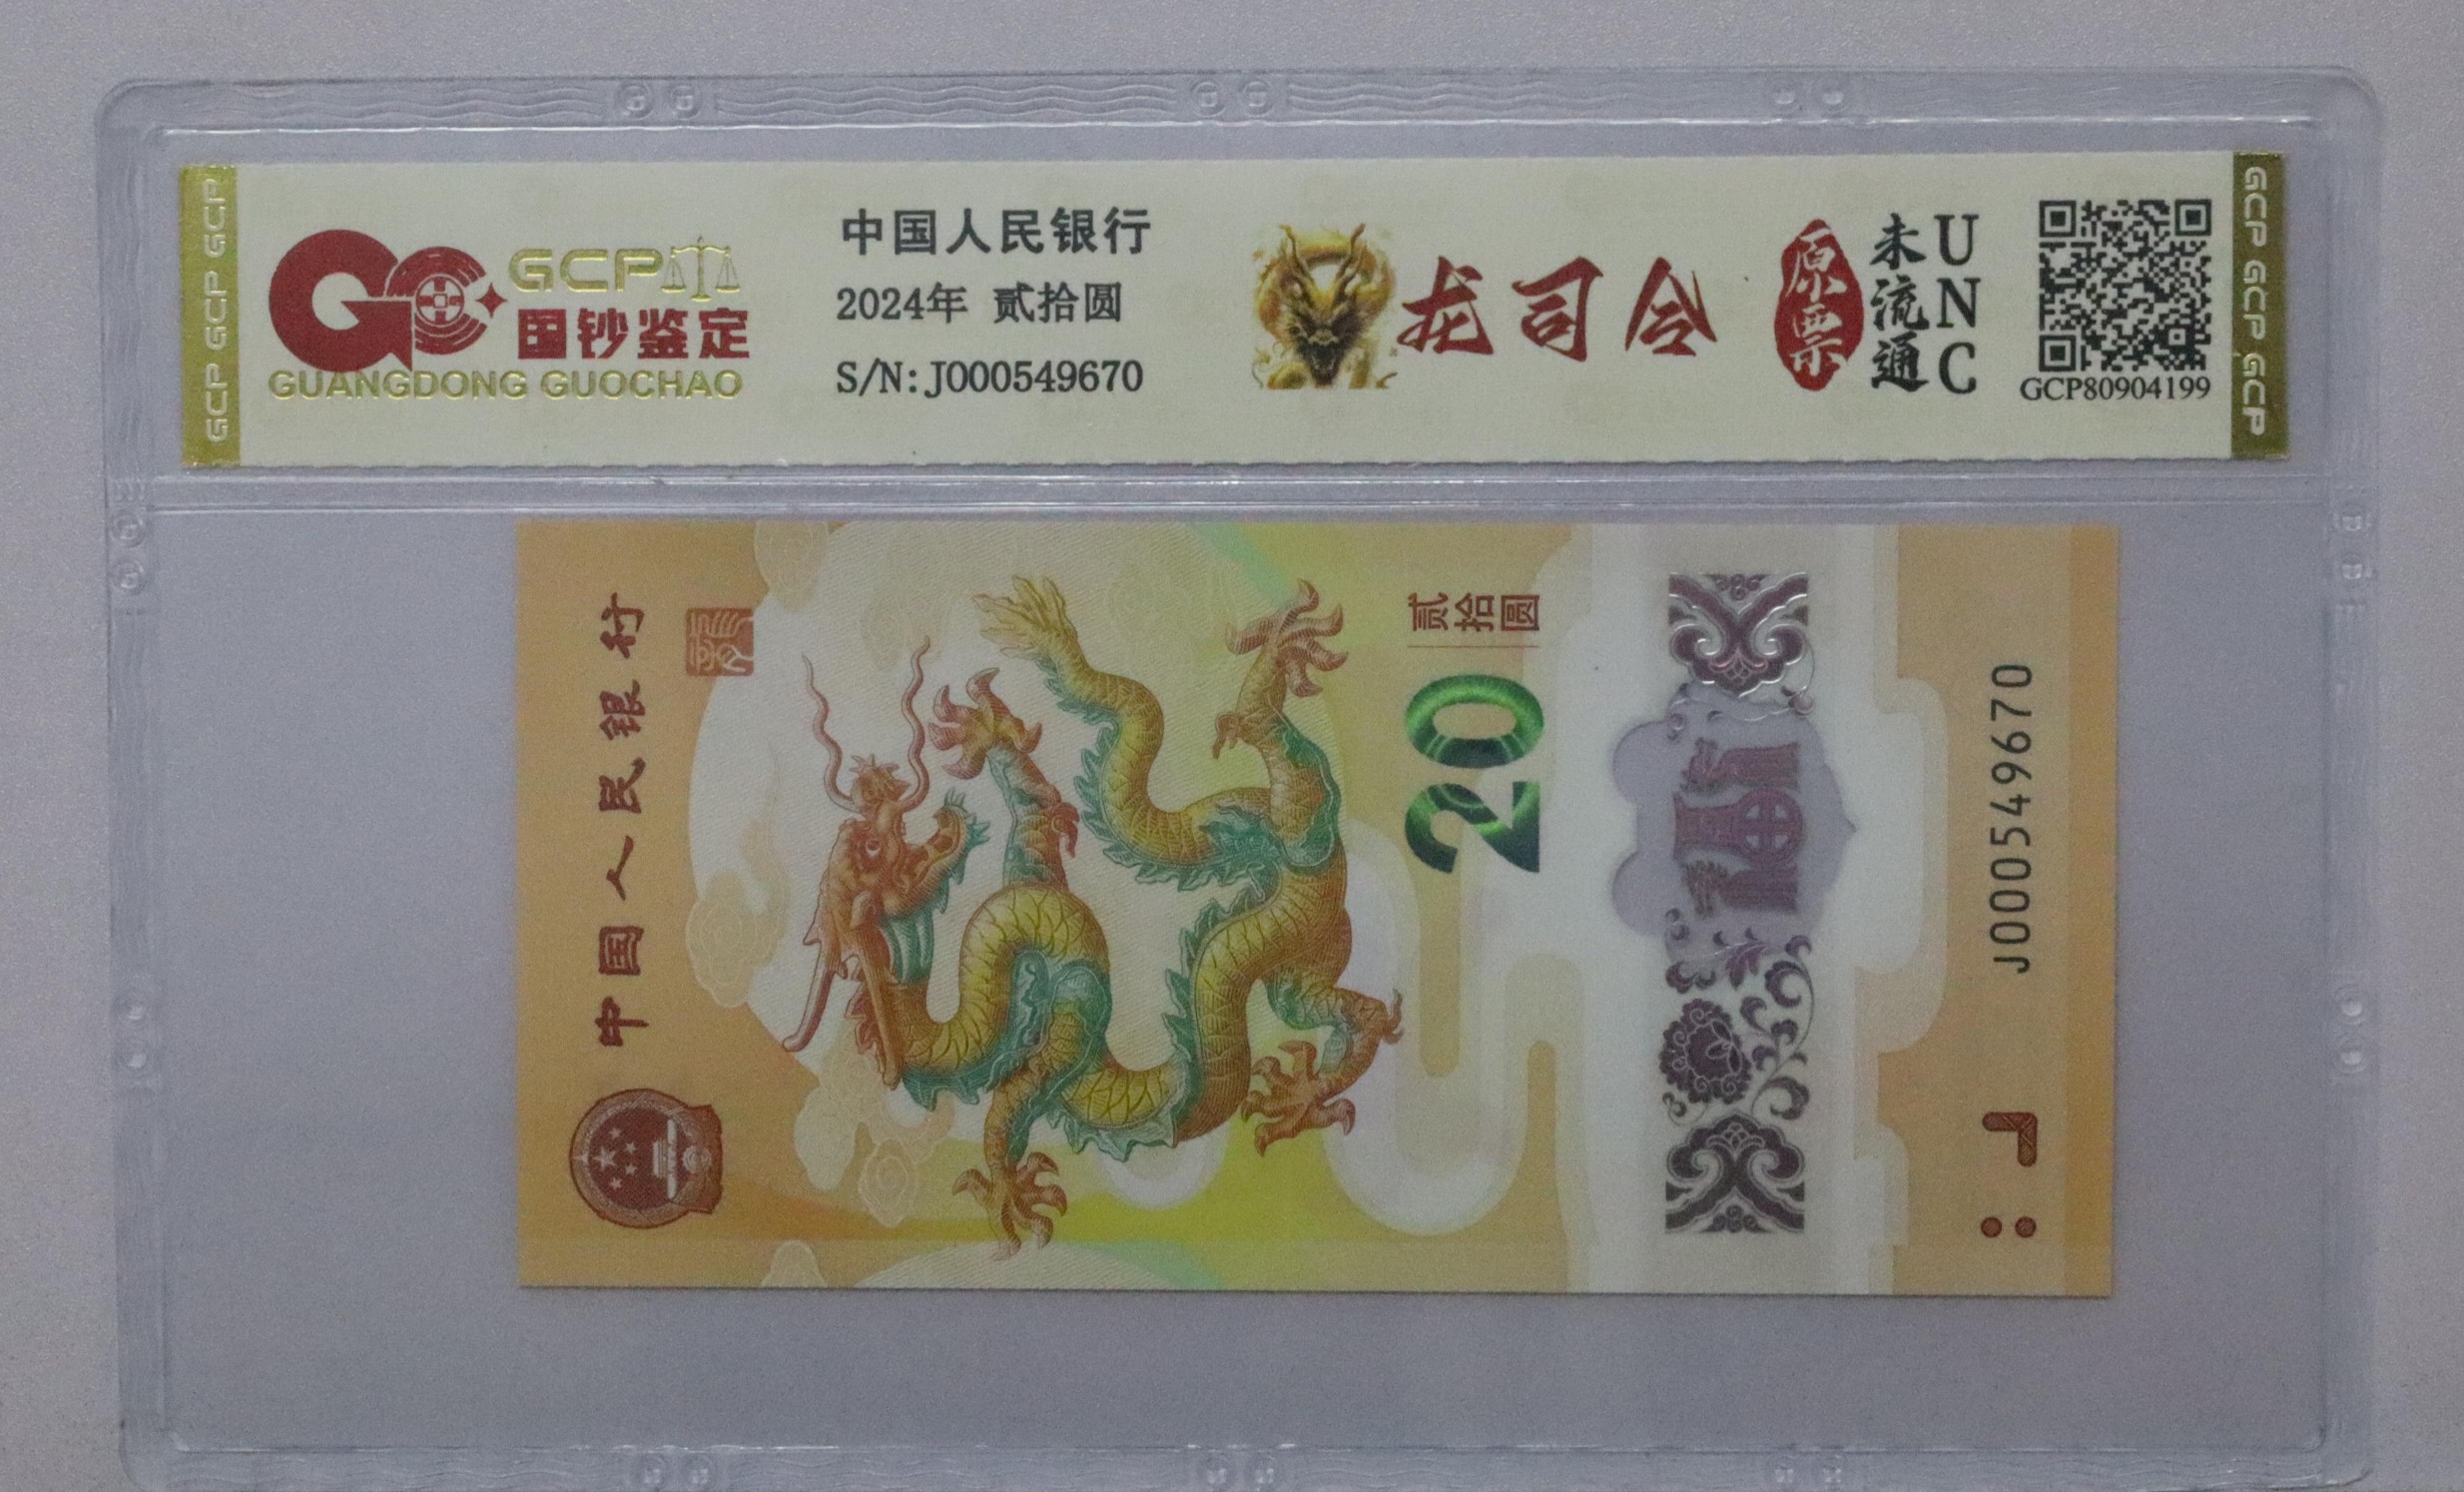 GCP GCP GCP
GCP
国钞鉴定
GUANGDONG GUOCHAO
中国人民银行
2024年 贰拾圆
S/N: J000549670
龙司令
原票
未流通
UNC
GCP80904199
GCP GCP GCP
中国人民银行
贰拾圆
20
J000549670